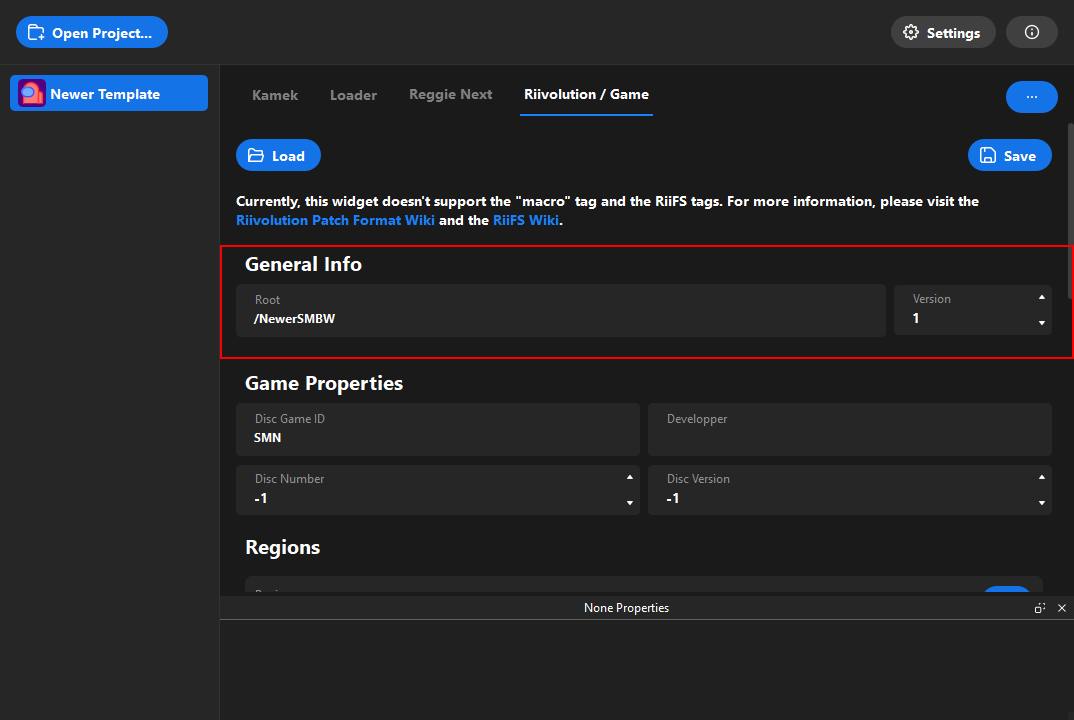 Open Project...
Settings
Newer Template
Kamek
Loader
Reggie Next
Riivolution / Game
...
Load
Save
Currently, this widget doesn't support the "macro" tag and the RiiFS tags. For more information, please visit the
Riivolution Patch Format Wiki and the RiiFS Wiki.
General Info
Root
/NewerSMBW
Version
1
Game Properties
Disc Game ID
SMN
Developper
Disc Number
-1
Disc Version
-1
Regions
None Properties